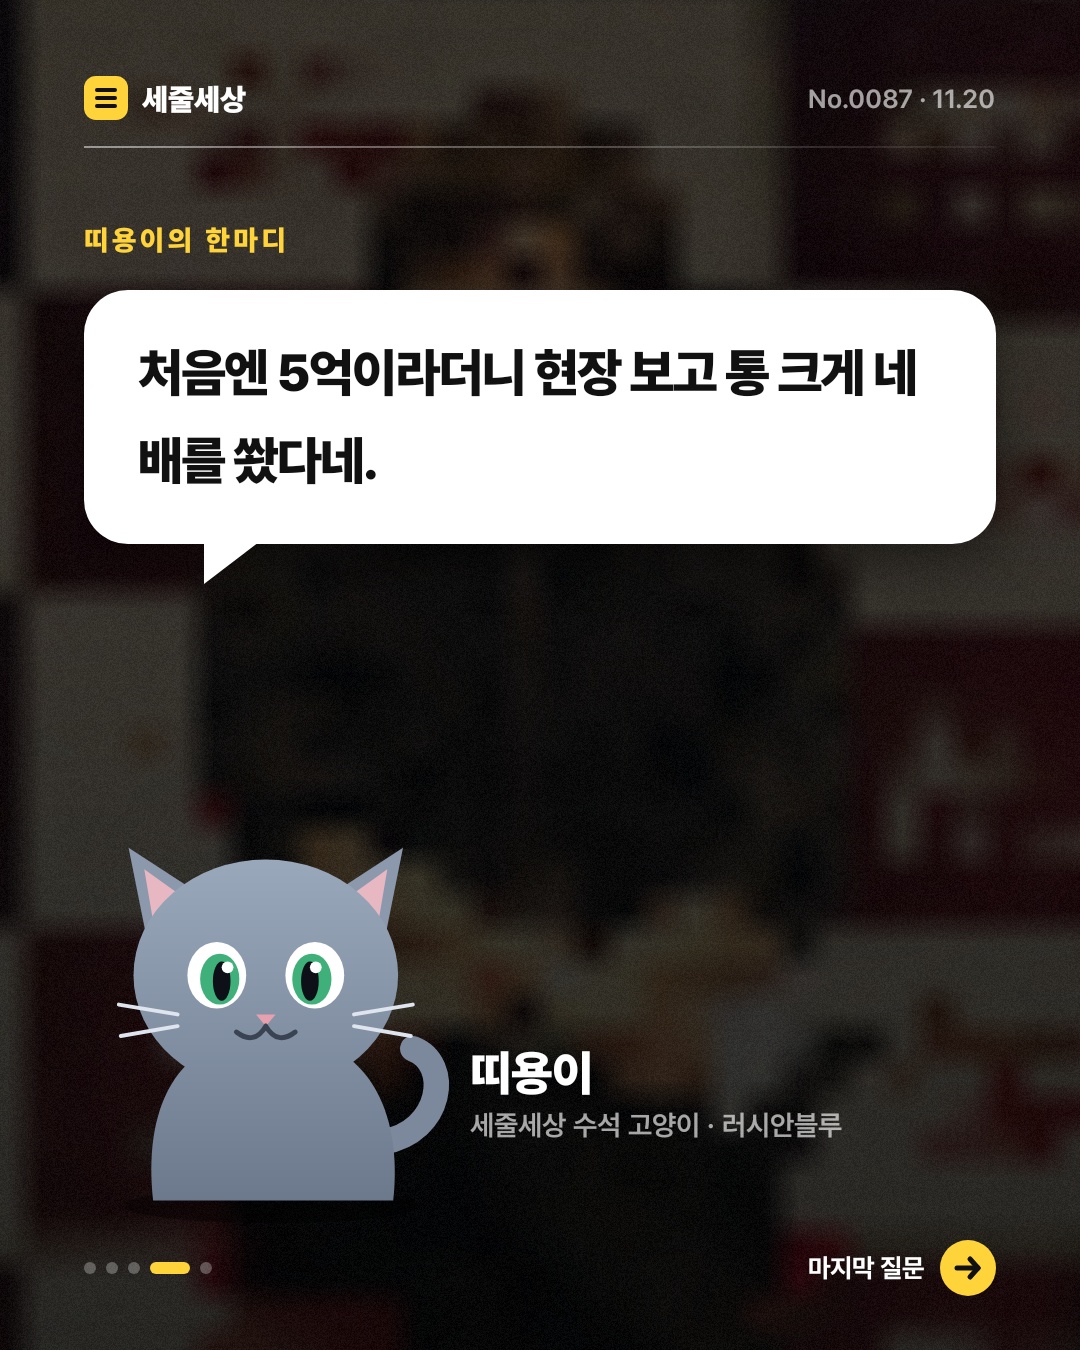 세줄세상
No.0087 · 11.20
띠용이의 한마디
처음엔 5억이라더니 현장 보고 통 크게 네
배를 쐈다네.
띠용이
세줄세상 수석 고양이 · 러시안블루
마지막 질문